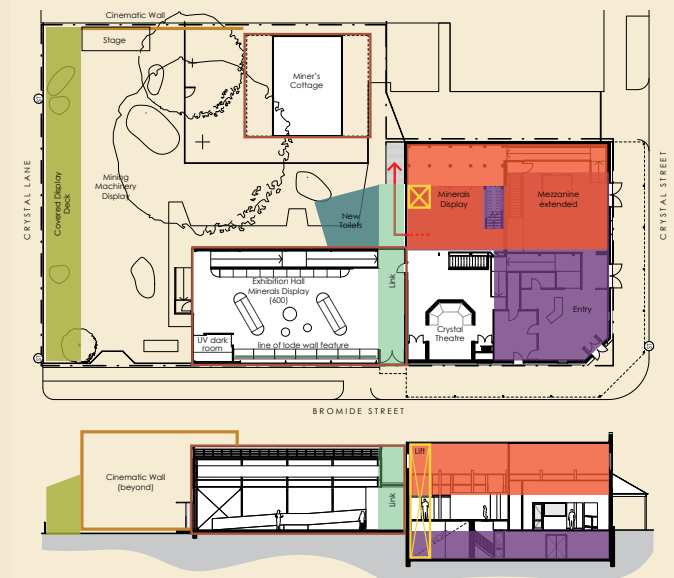 Cinematic Wall
Stage
Miner's
Cottage
CRYSTAL LANE
Covered Display
Deck
Mining
Machinery
Display
New
Toilets
Minerals
Display
Mezzanine
extended
CRYSTAL STREET
Exhibition Hall
Minerals Display
(600)
Link
Entry
Crystal
Theatre
UV dark
room
line of lode wall feature
BROMIDE STREET
Cinematic Wall
(beyond)
Link
Lift